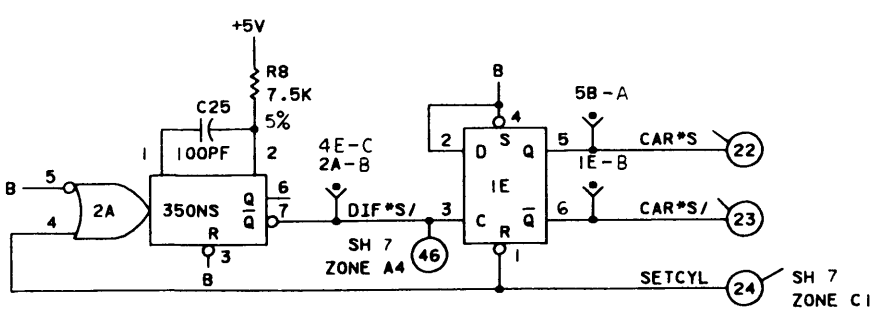 +5V
R8
7.5K
5%
C25
100PF
1
2
B
5
4
2A
350NS
Q
6
Q
7
R
3
B
4E-C
2A-B
DIF*S/
SH 7
ZONE A4
46
B
4
S
2
D
Q
5
1E
3
C
Q
6
R
1
5B-A
CAR*S
22
1E-B
CAR*S/
23
SETCYL
24
SH 7
ZONE C1